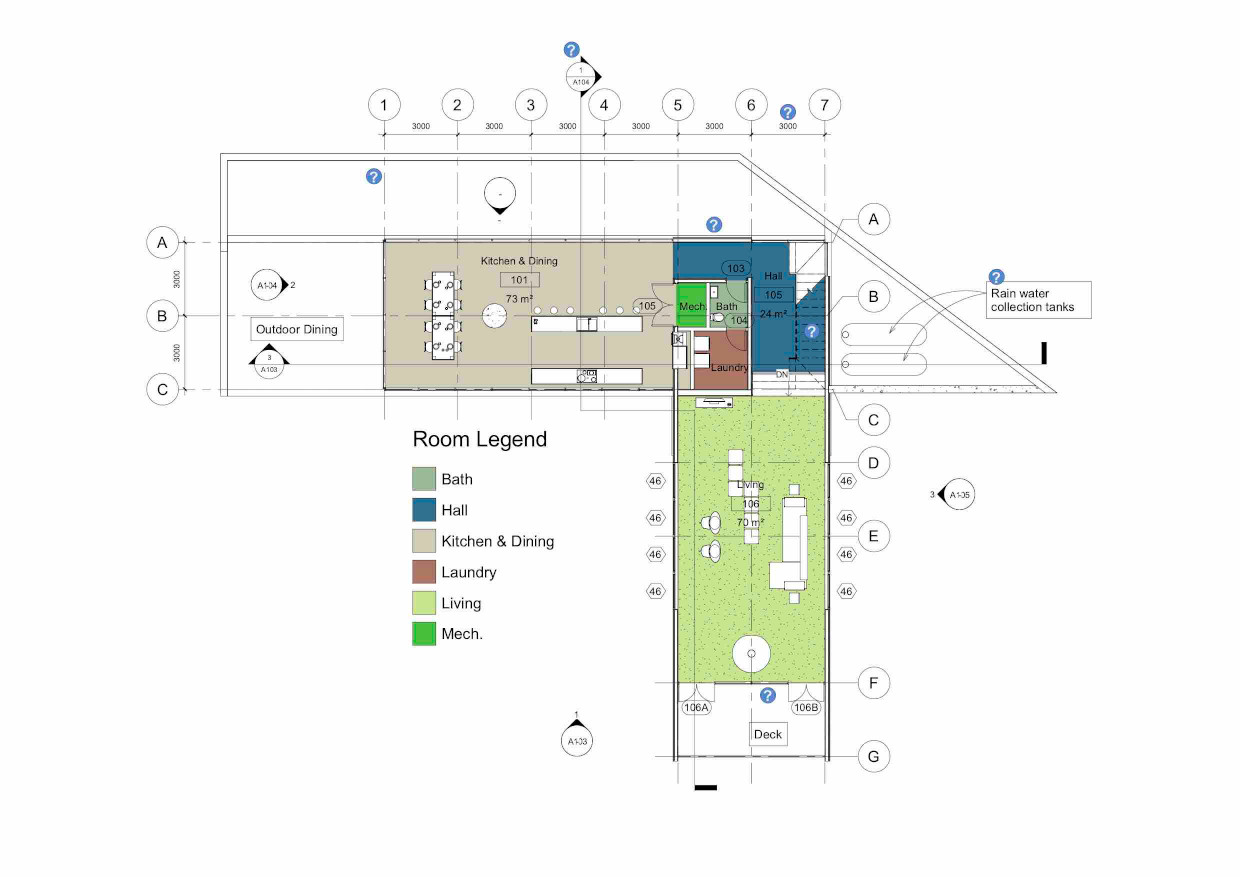 ?
1
A104
1 2 3 4 5 6 7
?
3000 3000 3000 3000 3000 3000
?
-
-
A
A
?
Kitchen & Dining
101
73 m²
103
Hall
105
24 m²
A1-04 2
3000
B
B
?
Rain water
collection tanks
105
Mech.
Bath
104
Outdoor Dining
?
3
A103
3000
Laundry
DN
C
C
Room Legend
Bath
Hall
Kitchen & Dining
Laundry
Living
Mech.
D
46
46
Living
106
70 m²
3 A1-05
46
46
E
46
46
46
46
F
?
106A
106B
1
A1-03
Deck
G